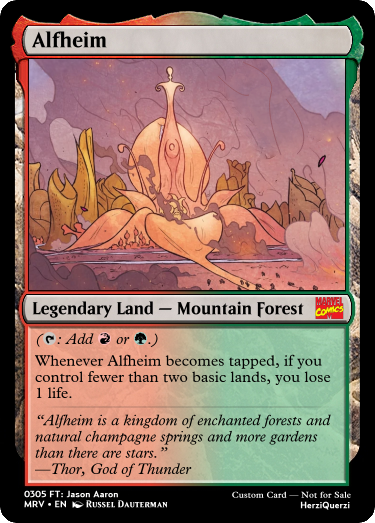 Alfheim
Legendary Land — Mountain Forest
MARVEL
COMICS
(T: Add R or G.)
Whenever Alfheim becomes tapped, if you
control fewer than two basic lands, you lose
1 life.
“Alfheim is a kingdom of enchanted forests and
natural champagne springs and more gardens
than there are stars.”
—Thor, God of Thunder
0305 FT: Jason Aaron
MRV • EN Russel Dauterman
Custom Card — Not for Sale
HerziQuerzi